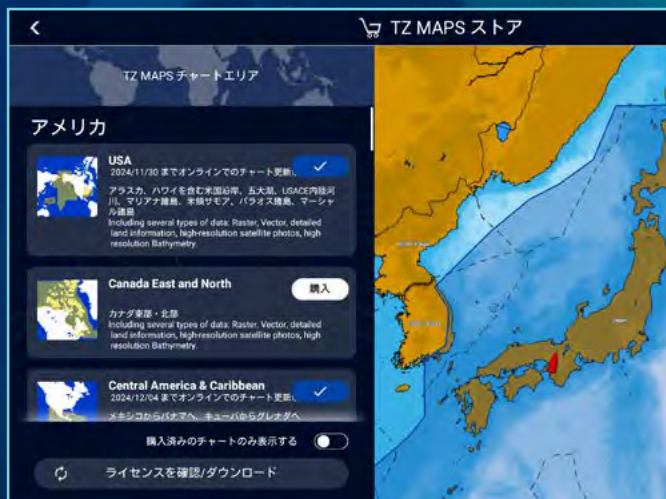 TZ MAPS ストア
TZ MAPS チャートエリア
アメリカ
USA
2024/11/30 までオンラインでのチャート更新
アラスカ、ハワイを含む米国沿岸、五大湖、USACE内陸河
川、マリアナ諸島、米領サモア、パラオス諸島、マーシャ
ル諸島
Including several types of data: Raster, Vector, detailed
land information, high-resolution satellite photos, high
resolution Bathymetry.
Canada East and North
購入
カナダ東部・北部
Including several types of data: Raster, Vector, detailed
land information, high-resolution satellite photos, high
resolution Bathymetry.
Central America & Caribbean
2024/12/04 までオンラインでのチャート更新
メキシコからパナマへ、キューバからグレナダへ
購入済みのチャートのみ表示する
ライセンスを確認/ダウンロード